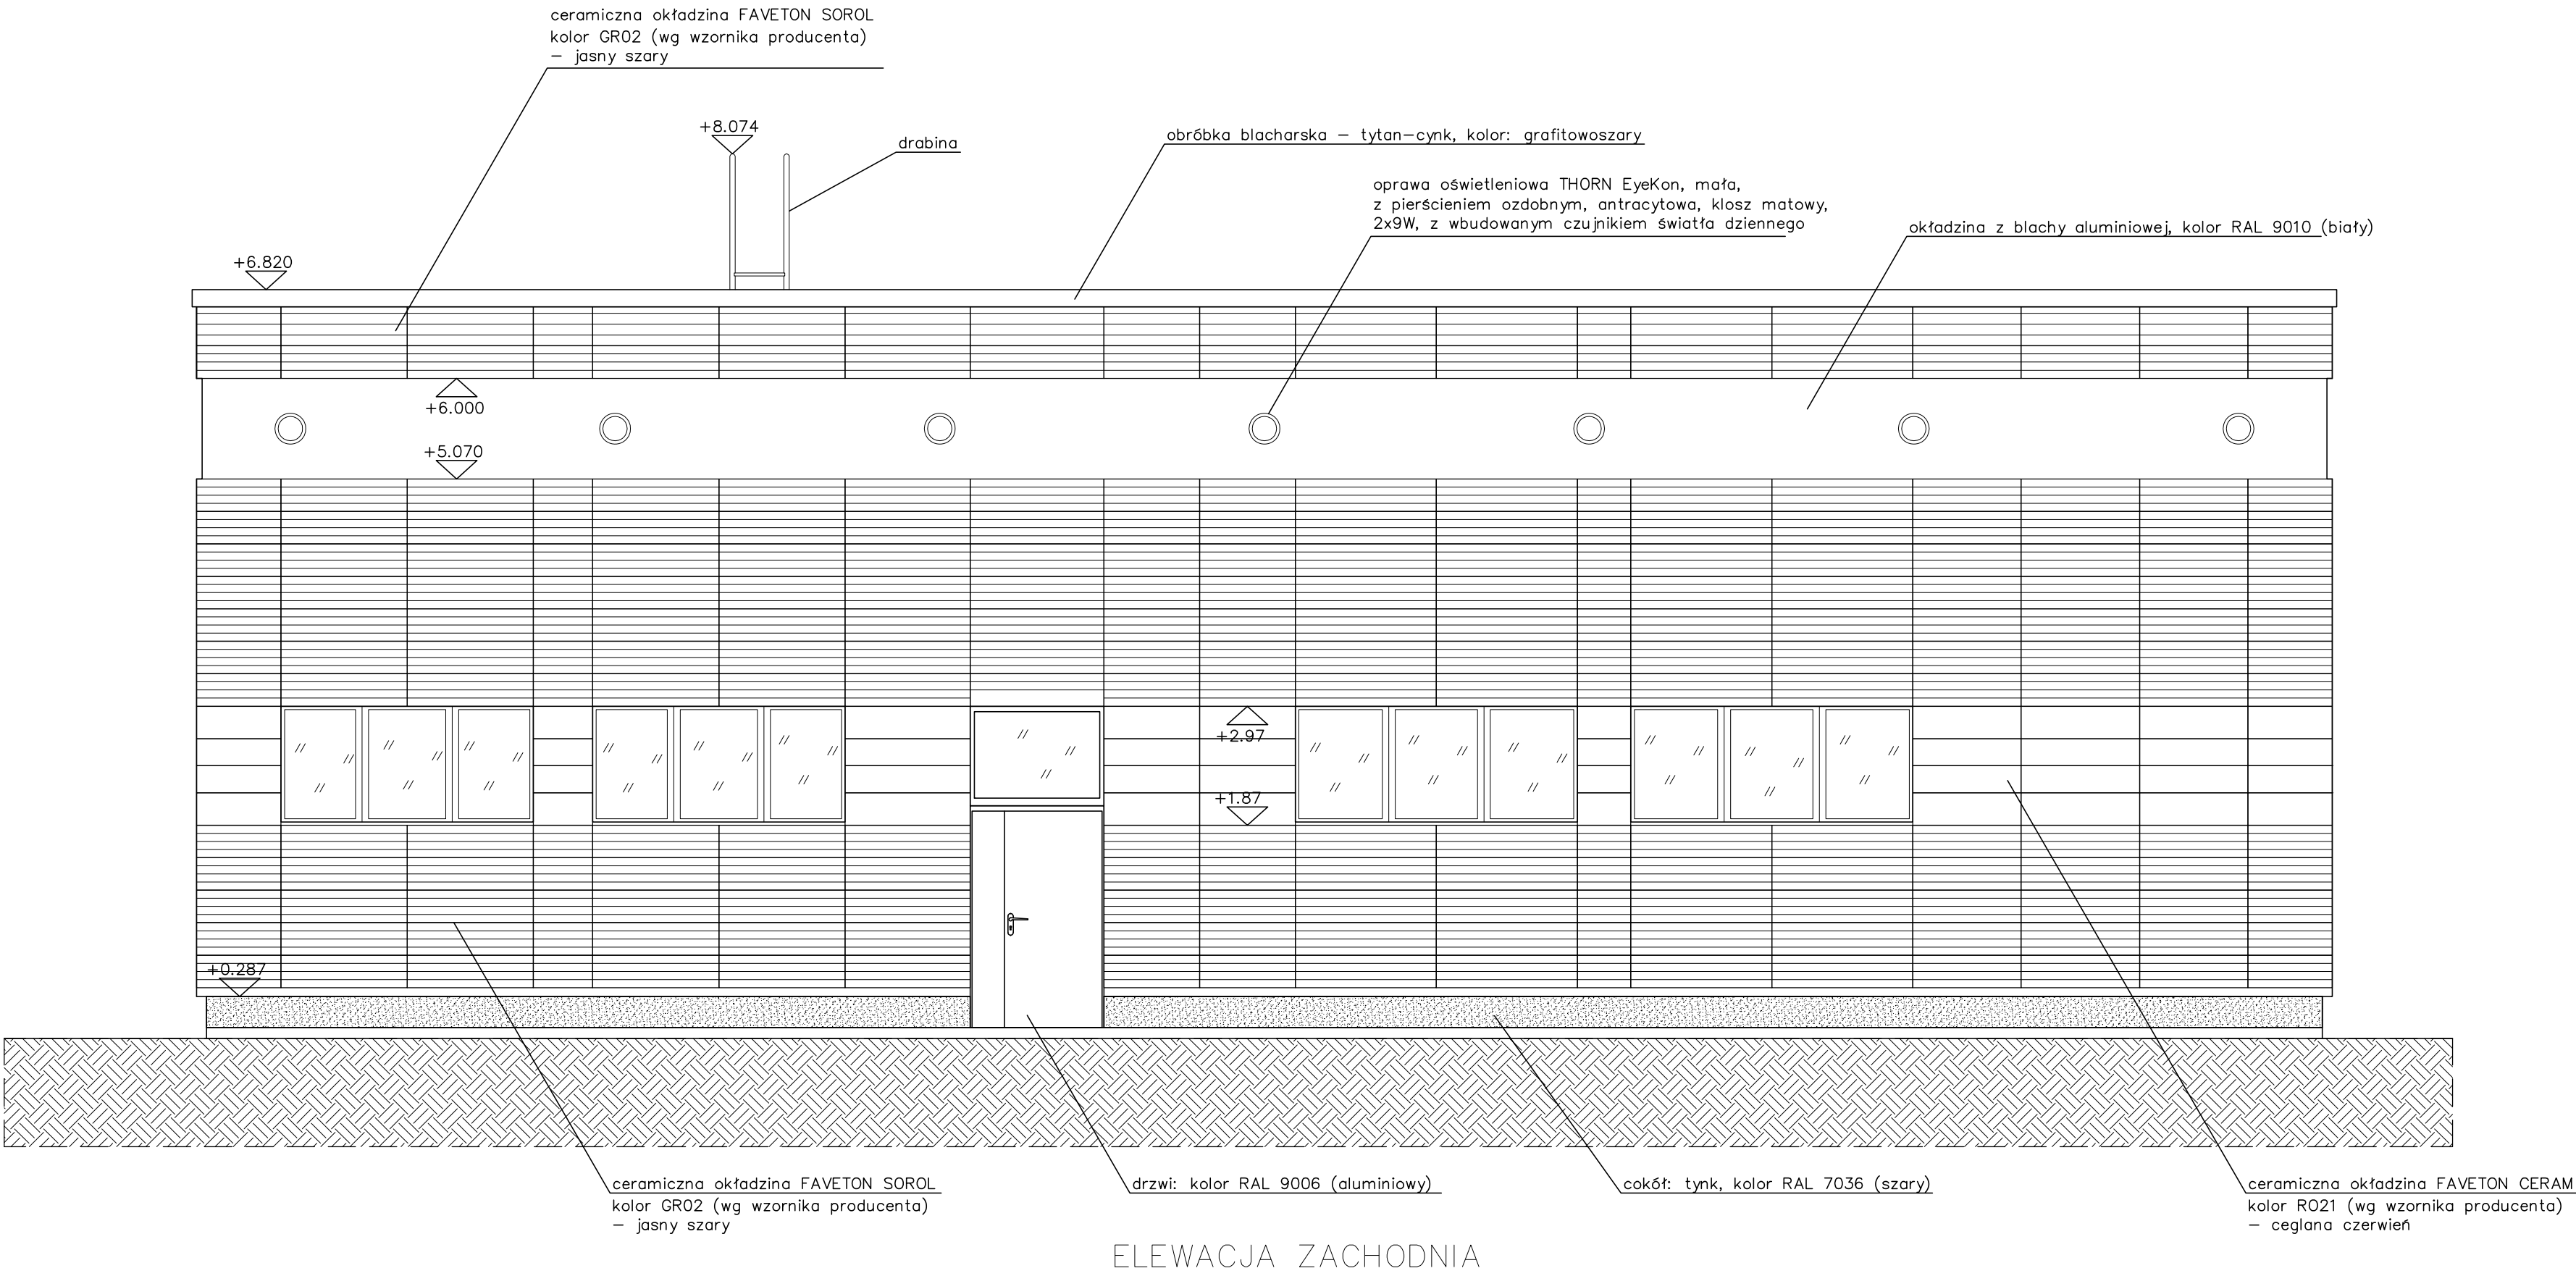 ceramiczna okładzina FAVETON SOROL
kolor GR02 (wg wzornika producenta)
– jasny szary
+8.074
drabina
obróbka blacharska – tytan–cynk, kolor: grafitowoszary
oprawa oświetleniowa THORN EyeKon, mała,
z pierścieniem ozdobnym, antracytowa, klosz matowy,
2x9W, z wbudowanym czujnikiem światła dziennego
okładzina z blachy aluminiowej, kolor RAL 9010 (biały)
+6.820
+6.000
+5.070
+2.97
+1.87
+0.287
ceramiczna okładzina FAVETON SOROL
kolor GR02 (wg wzornika producenta)
– jasny szary
drzwi: kolor RAL 9006 (aluminiowy)
cokół: tynk, kolor RAL 7036 (szary)
ceramiczna okładzina FAVETON CERAM
kolor RO21 (wg wzornika producenta)
– ceglana czerwień
ELEWACJA ZACHODNIA